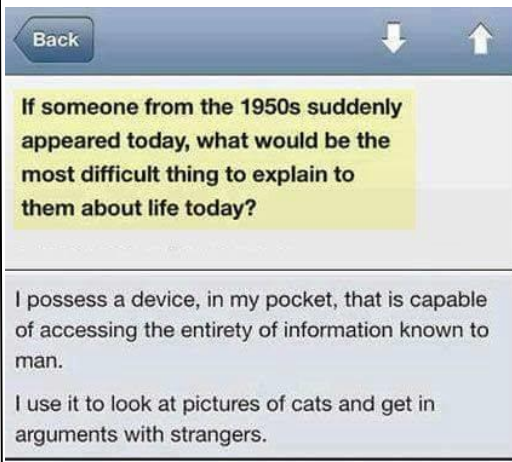 Back
If someone from the 1950s suddenly
appeared today, what would be the
most difficult thing to explain to
them about life today?
I possess a device, in my pocket, that is capable
of accessing the entirety of information known to
man.
I use it to look at pictures of cats and get in
arguments with strangers.